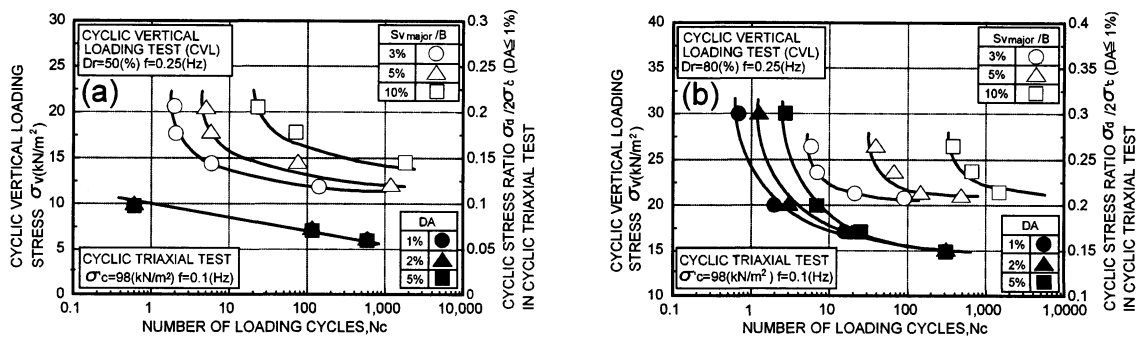 (a)
CYCLIC VERTICAL LOADING
STRESS σv(kN/m²)
30
25
20
15
10
5
0
CYCLIC VERTICAL
LOADING TEST (CVL)
Dr=50(%) f=0.25(Hz)
Svmajor /B
3%
5%
10%
DA
1%
2%
5%
CYCLIC TRIAXIAL TEST
σc=98(kN/m²) f=0.1(Hz)
0.3
0.25
0.2
0.15
0.1
0.05
0
CYCLIC STRESS RATIO σd /2σ'c (DA≦1%)
IN CYCLIC TRIAXIAL TEST
0.1
1
10
100
1,000
10,000
NUMBER OF LOADING CYCLES,Nc
(b)
CYCLIC VERTICAL LOADING
STRESS σv(kN/m²)
40
35
30
25
20
15
10
CYCLIC VERTICAL
LOADING TEST (CVL)
Dr=80(%) f=0.25(Hz)
Svmajor /B
3%
5%
10%
DA
1%
2%
5%
CYCLIC TRIAXIAL TEST
σc=98(kN/m²) f=0.1(Hz)
0.4
0.35
0.3
0.25
0.2
0.15
0.1
CYCLIC STRESS RATIO σd /2σ'c (DA≦1%)
IN CYCLIC TRIAXIAL TEST
0.1
1
10
100
1,000
1,0000
NUMBER OF LOADING CYCLES,Nc